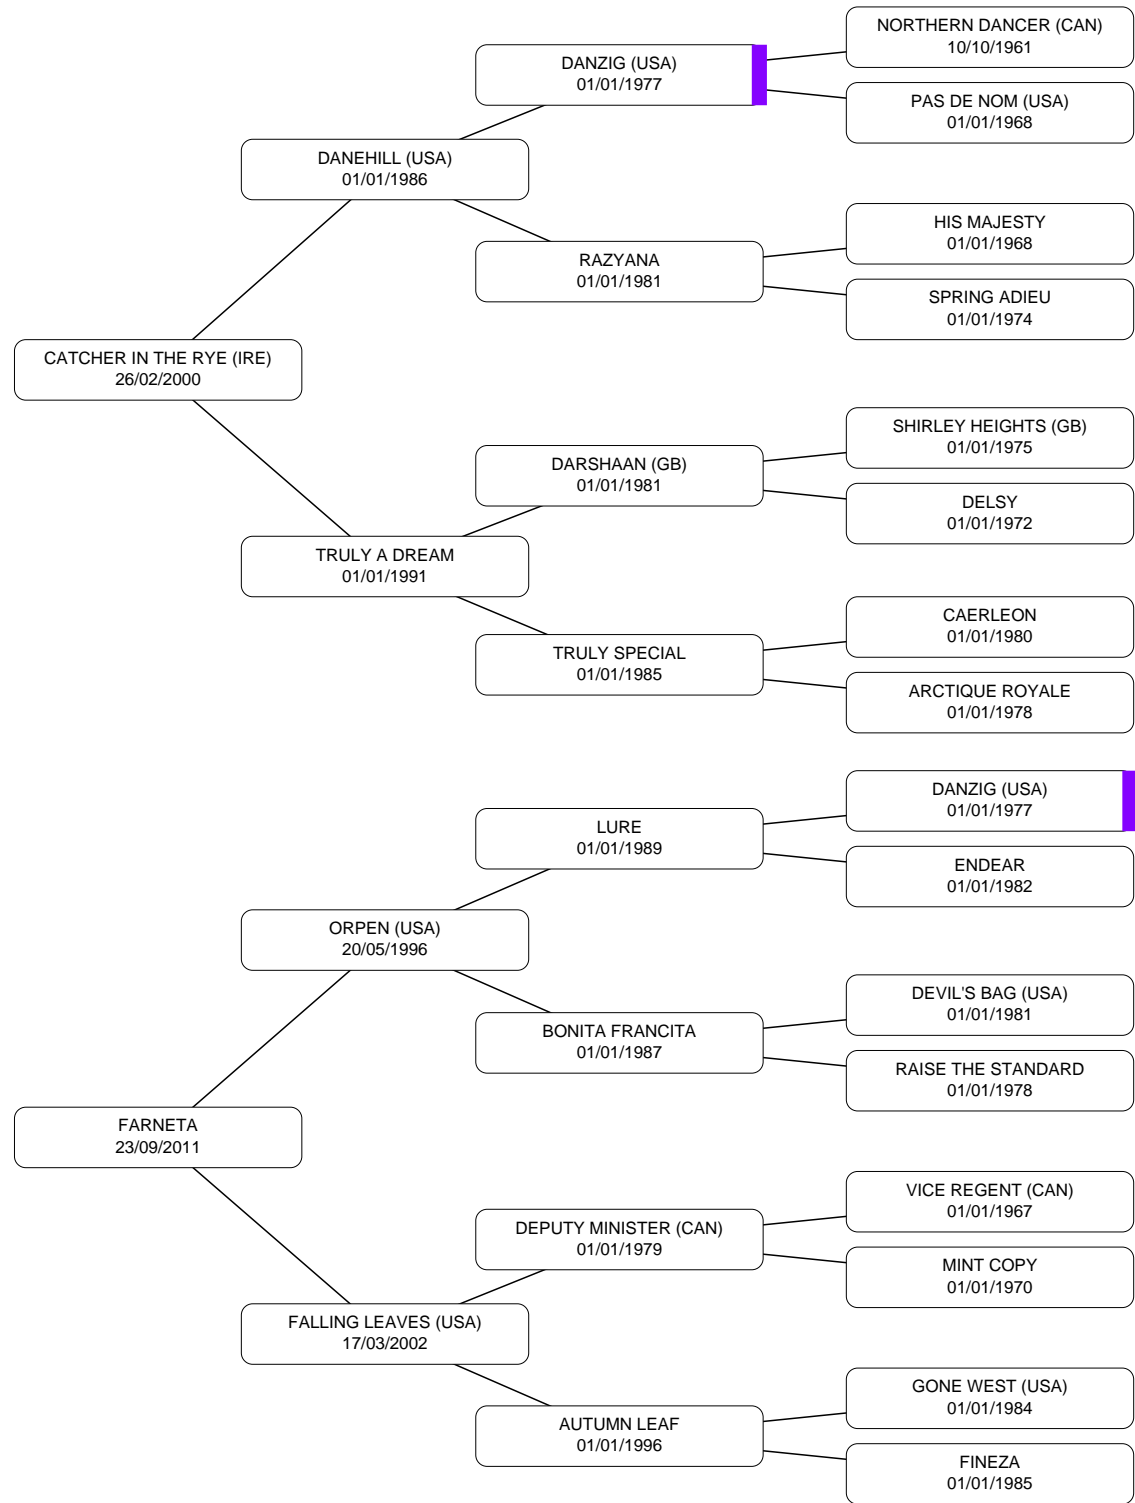 NORTHERN DANCER (CAN)
10/10/1961
DANZIG (USA)
01/01/1977
PAS DE NOM (USA)
01/01/1968
DANEHILL (USA)
01/01/1986
HIS MAJESTY
01/01/1968
RAZYANA
01/01/1981
SPRING ADIEU
01/01/1974
CATCHER IN THE RYE (IRE)
26/02/2000
SHIRLEY HEIGHTS (GB)
01/01/1975
DARSHAAN (GB)
01/01/1981
DELSY
01/01/1972
TRULY A DREAM
01/01/1991
CAERLEON
01/01/1980
TRULY SPECIAL
01/01/1985
ARCTIQUE ROYALE
01/01/1978
DANZIG (USA)
01/01/1977
LURE
01/01/1989
ENDEAR
01/01/1982
ORPEN (USA)
20/05/1996
DEVIL'S BAG (USA)
01/01/1981
BONITA FRANCITA
01/01/1987
RAISE THE STANDARD
01/01/1978
FARNETA
23/09/2011
VICE REGENT (CAN)
01/01/1967
DEPUTY MINISTER (CAN)
01/01/1979
MINT COPY
01/01/1970
FALLING LEAVES (USA)
17/03/2002
GONE WEST (USA)
01/01/1984
AUTUMN LEAF
01/01/1996
FINEZA
01/01/1985